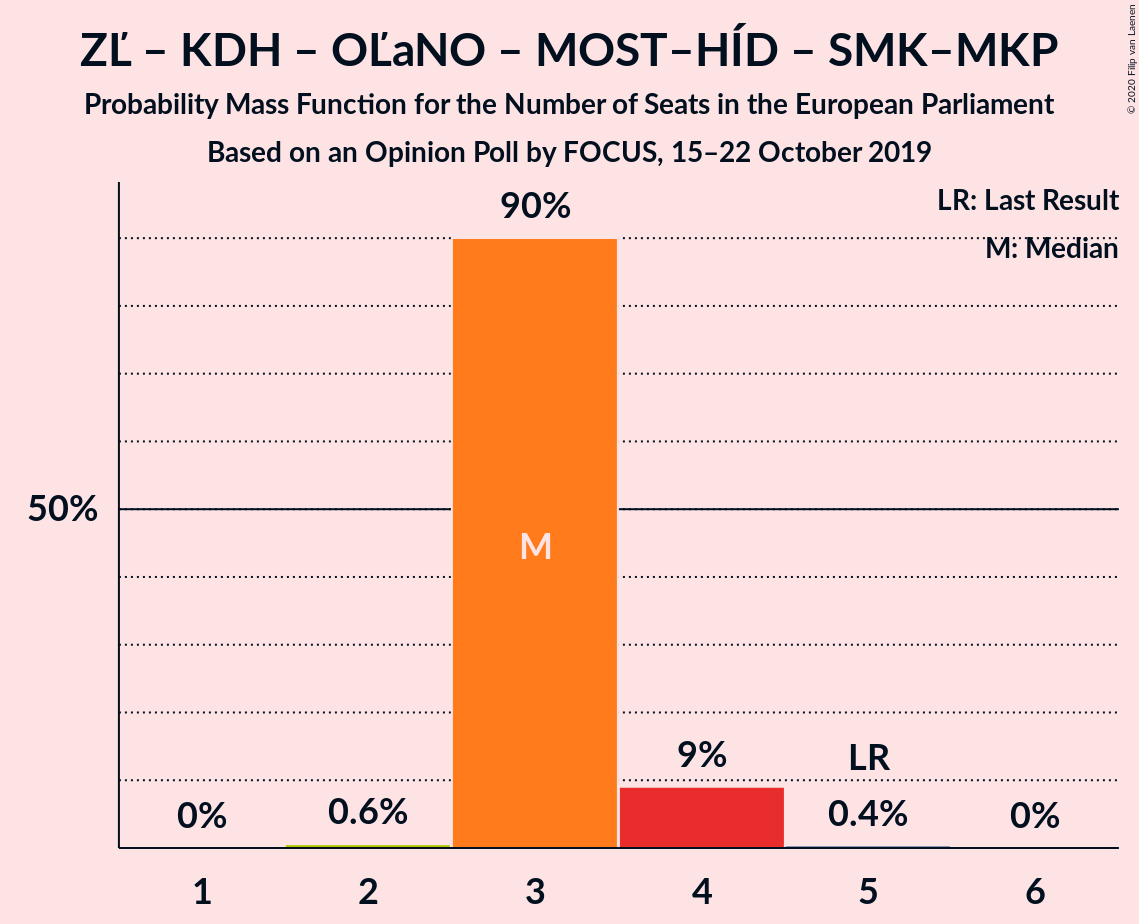 ZĽ – KDH – OĽaNO – MOST–HÍD – SMK–MKP
Probability Mass Function for the Number of Seats in the European Parliament
Based on an Opinion Poll by FOCUS, 15–22 October 2019
© 2020 Filip van Laenen
LR: Last Result
M: Median
90%
50%
M
9%
LR
0%
0.6%
0.4%
0%
1
2
3
4
5
6